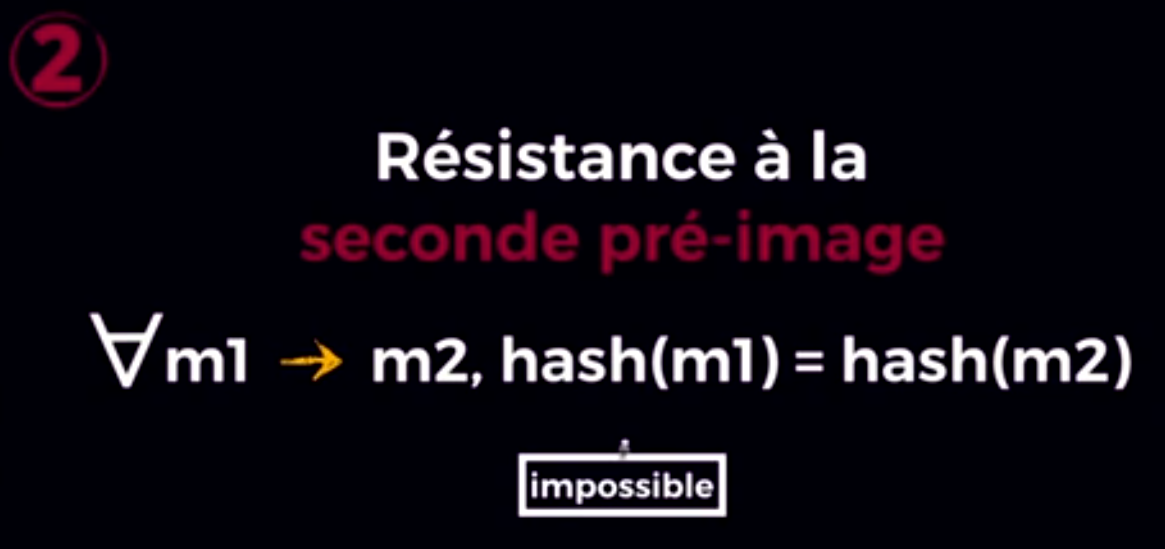 2
Résistance à la
seconde pré-image
∀m1 → m2, hash(m1) = hash(m2)
impossible